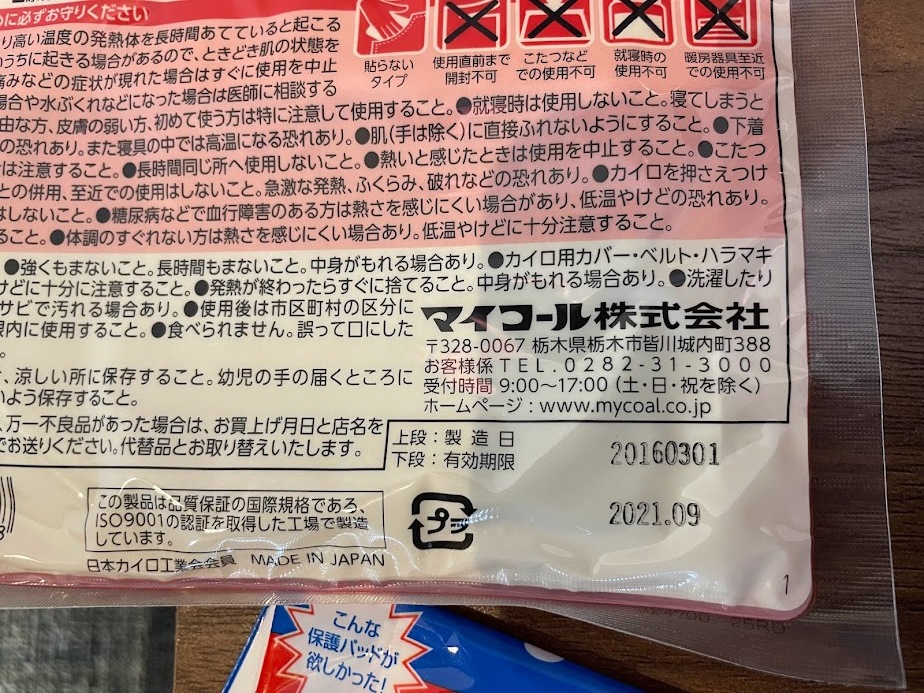 に必ずお守りください
り高い温度の発熱体を長時間あてていると起こる
うちに起きる場合があるので、ときどき肌の状態を
痛みなどの症状が現れた場合はすぐに使用を中止
場合や水ぶくれなどになった場合は医師に相談する
貼らない
タイプ
使用直前まで
開封不可
こたつなど
での使用不可
就寝時の
使用不可
暖房器具至近
での使用不可
由な方、皮膚の弱い方、初めて使う方は特に注意して使用すること。●就寝時は使用しないこと。寝てしまうと
の恐れあり。また寝具の中では高温になる恐れあり。●肌(手は除く)に直接ふれないようにすること。●下着
は注意すること。●長時間同じ所へ使用しないこと。●熱いと感じたときは使用を中止すること。●こたつ
との併用、至近での使用はしないこと。急激な発熱、ふくらみ、破れなどの恐れあり。●カイロを押さえつけ
はしないこと。●糖尿病などで血行障害のある方は熱さを感じにくい場合があり、低温やけどの恐れあり。
ること。●体調のすぐれない方は熱さを感じにくい場合あり。低温やけどに十分注意すること。
●強くもまないこと。長時間もまないこと。中身がもれる場合あり。●カイロ用カバー・ベルト・ハラマキ
けどに十分に注意すること。●発熱が終わったらすぐに捨てること。中身がもれる場合あり。●洗濯したり
サビで汚れる場合あり。●使用後は市区町村の区分に
限内に使用すること。●食べられません。誤って口にした
。
、涼しい所に保存すること。幼児の手の届くところに
いよう保存すること。
万一不良品があった場合は、お買上げ月日と店名を
でお送りください。代替品とお取り替えいたします。
マイコール株式会社
〒328-0067 栃木県栃木市皆川城内町388
お客様係 TEL.0282-31-3000
受付時間 9:00〜17:00 (土・日・祝を除く)
ホームページ:www.mycoal.co.jp
上段:製造日
下段:有効期限
20160301
2021.09
この製品は品質保証の国際規格である、
ISO9001の認証を取得した工場で製造
しています。
日本カイロ工業会会員 MADE IN JAPAN
プラ
1
こんな
保護パッドが
欲しかった!